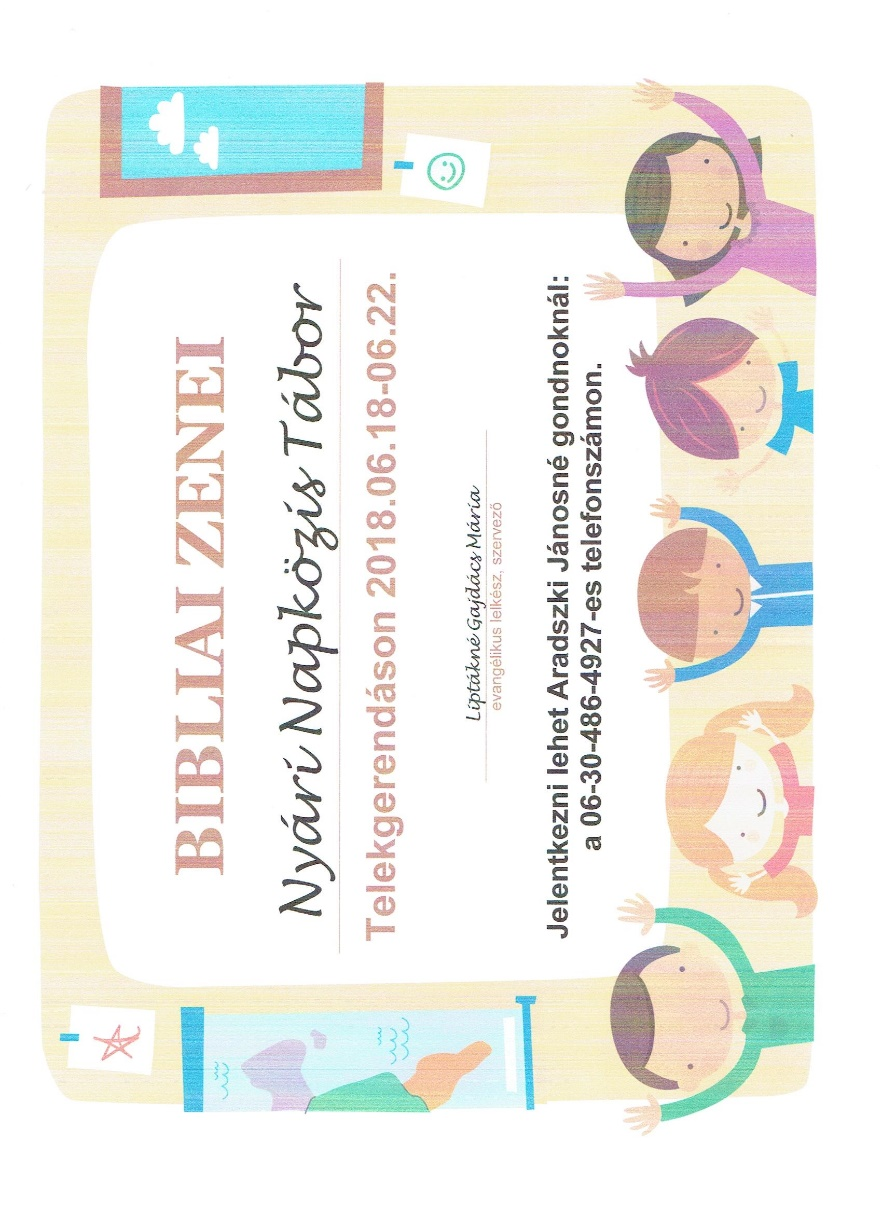 BIBLIAI ZENEI
Nyári Napközis Tábor
Telekgerendáson 2018.06.18-06.22.
Liptákné Gajdács Mária
evangélikus lelkész, szervező
Jelentkezni lehet Aradszki Jánosné gondnoknál:
a 06-30-486-4927-es telefonszámon.